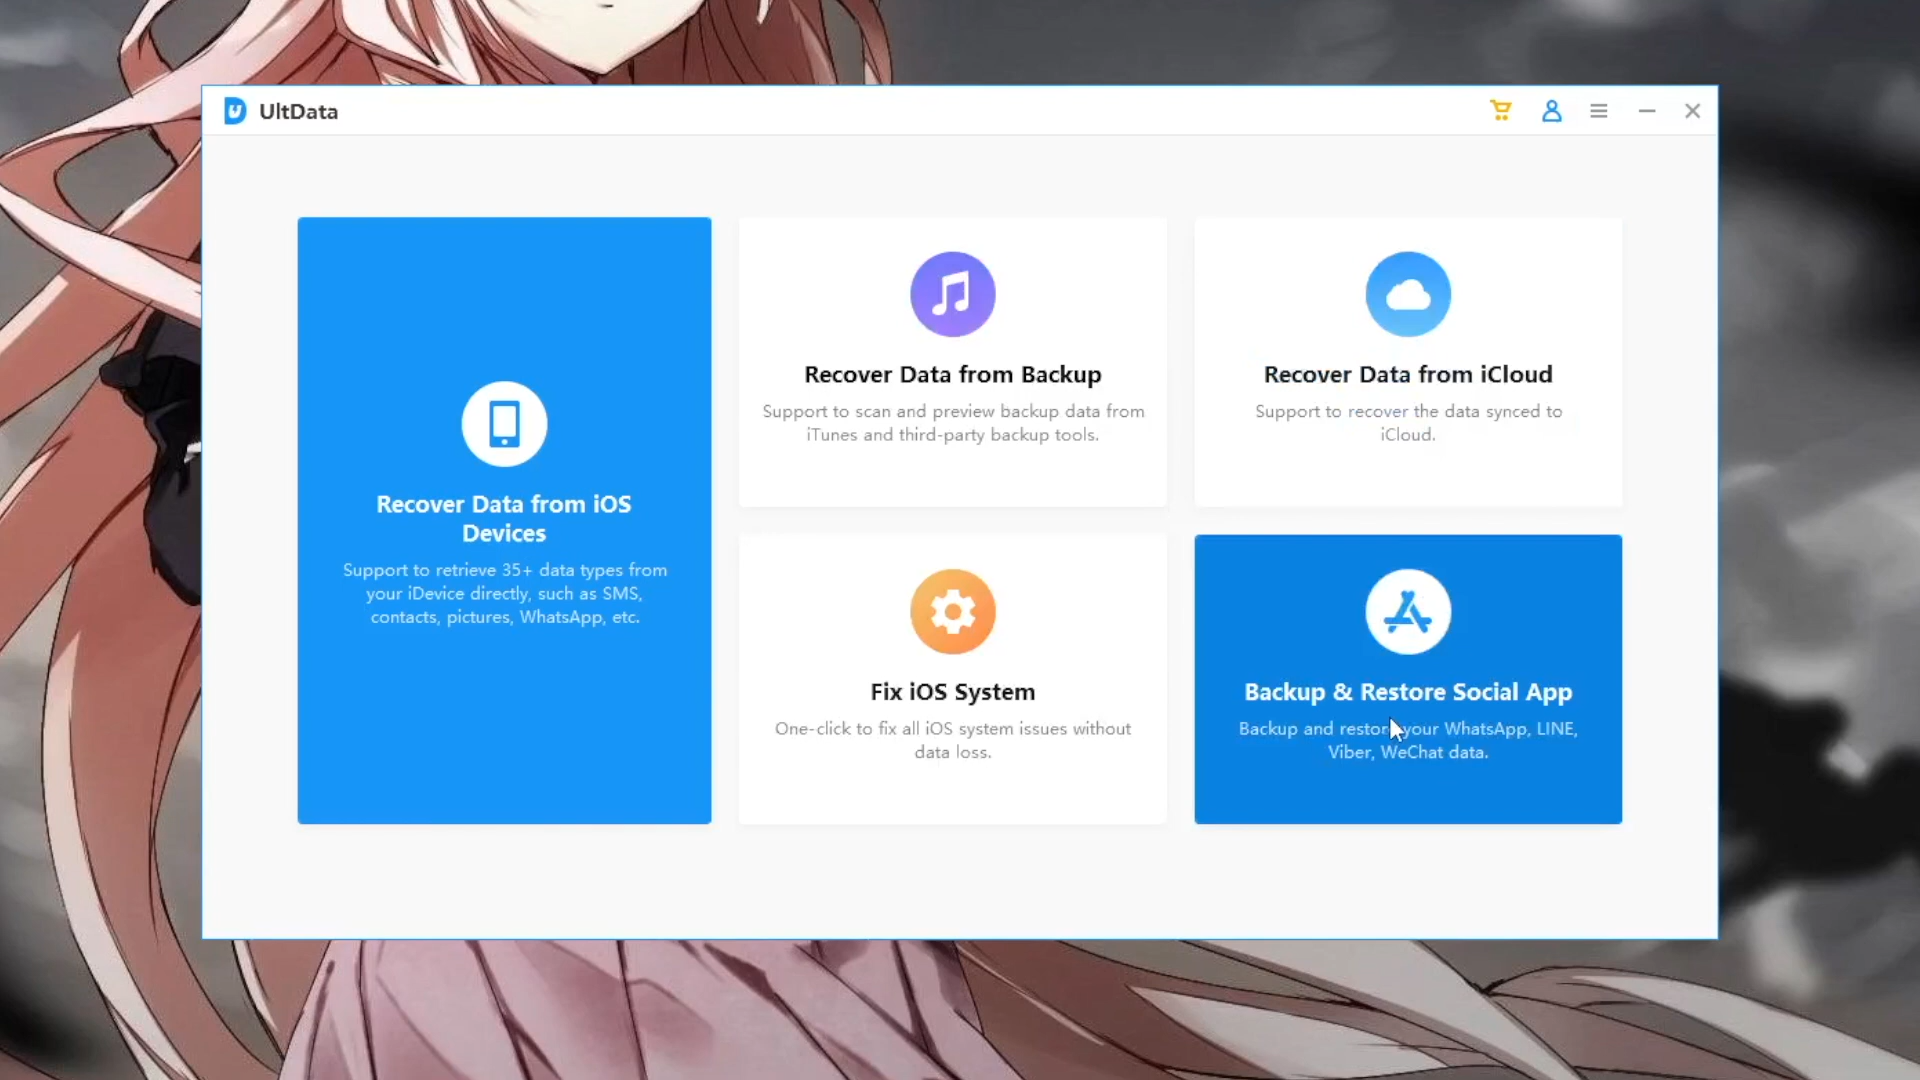 UltData
Recover Data from iOS
Devices
Support to retrieve 35+ data types from
your iDevice directly, such as SMS,
contacts, pictures, WhatsApp, etc.
Recover Data from Backup
Support to scan and preview backup data from
iTunes and third-party backup tools.
Recover Data from iCloud
Support to recover the data synced to
iCloud.
Fix iOS System
One-click to fix all iOS system issues without
data loss.
Backup & Restore Social App
Backup and restore your WhatsApp, LINE,
Viber, WeChat data.